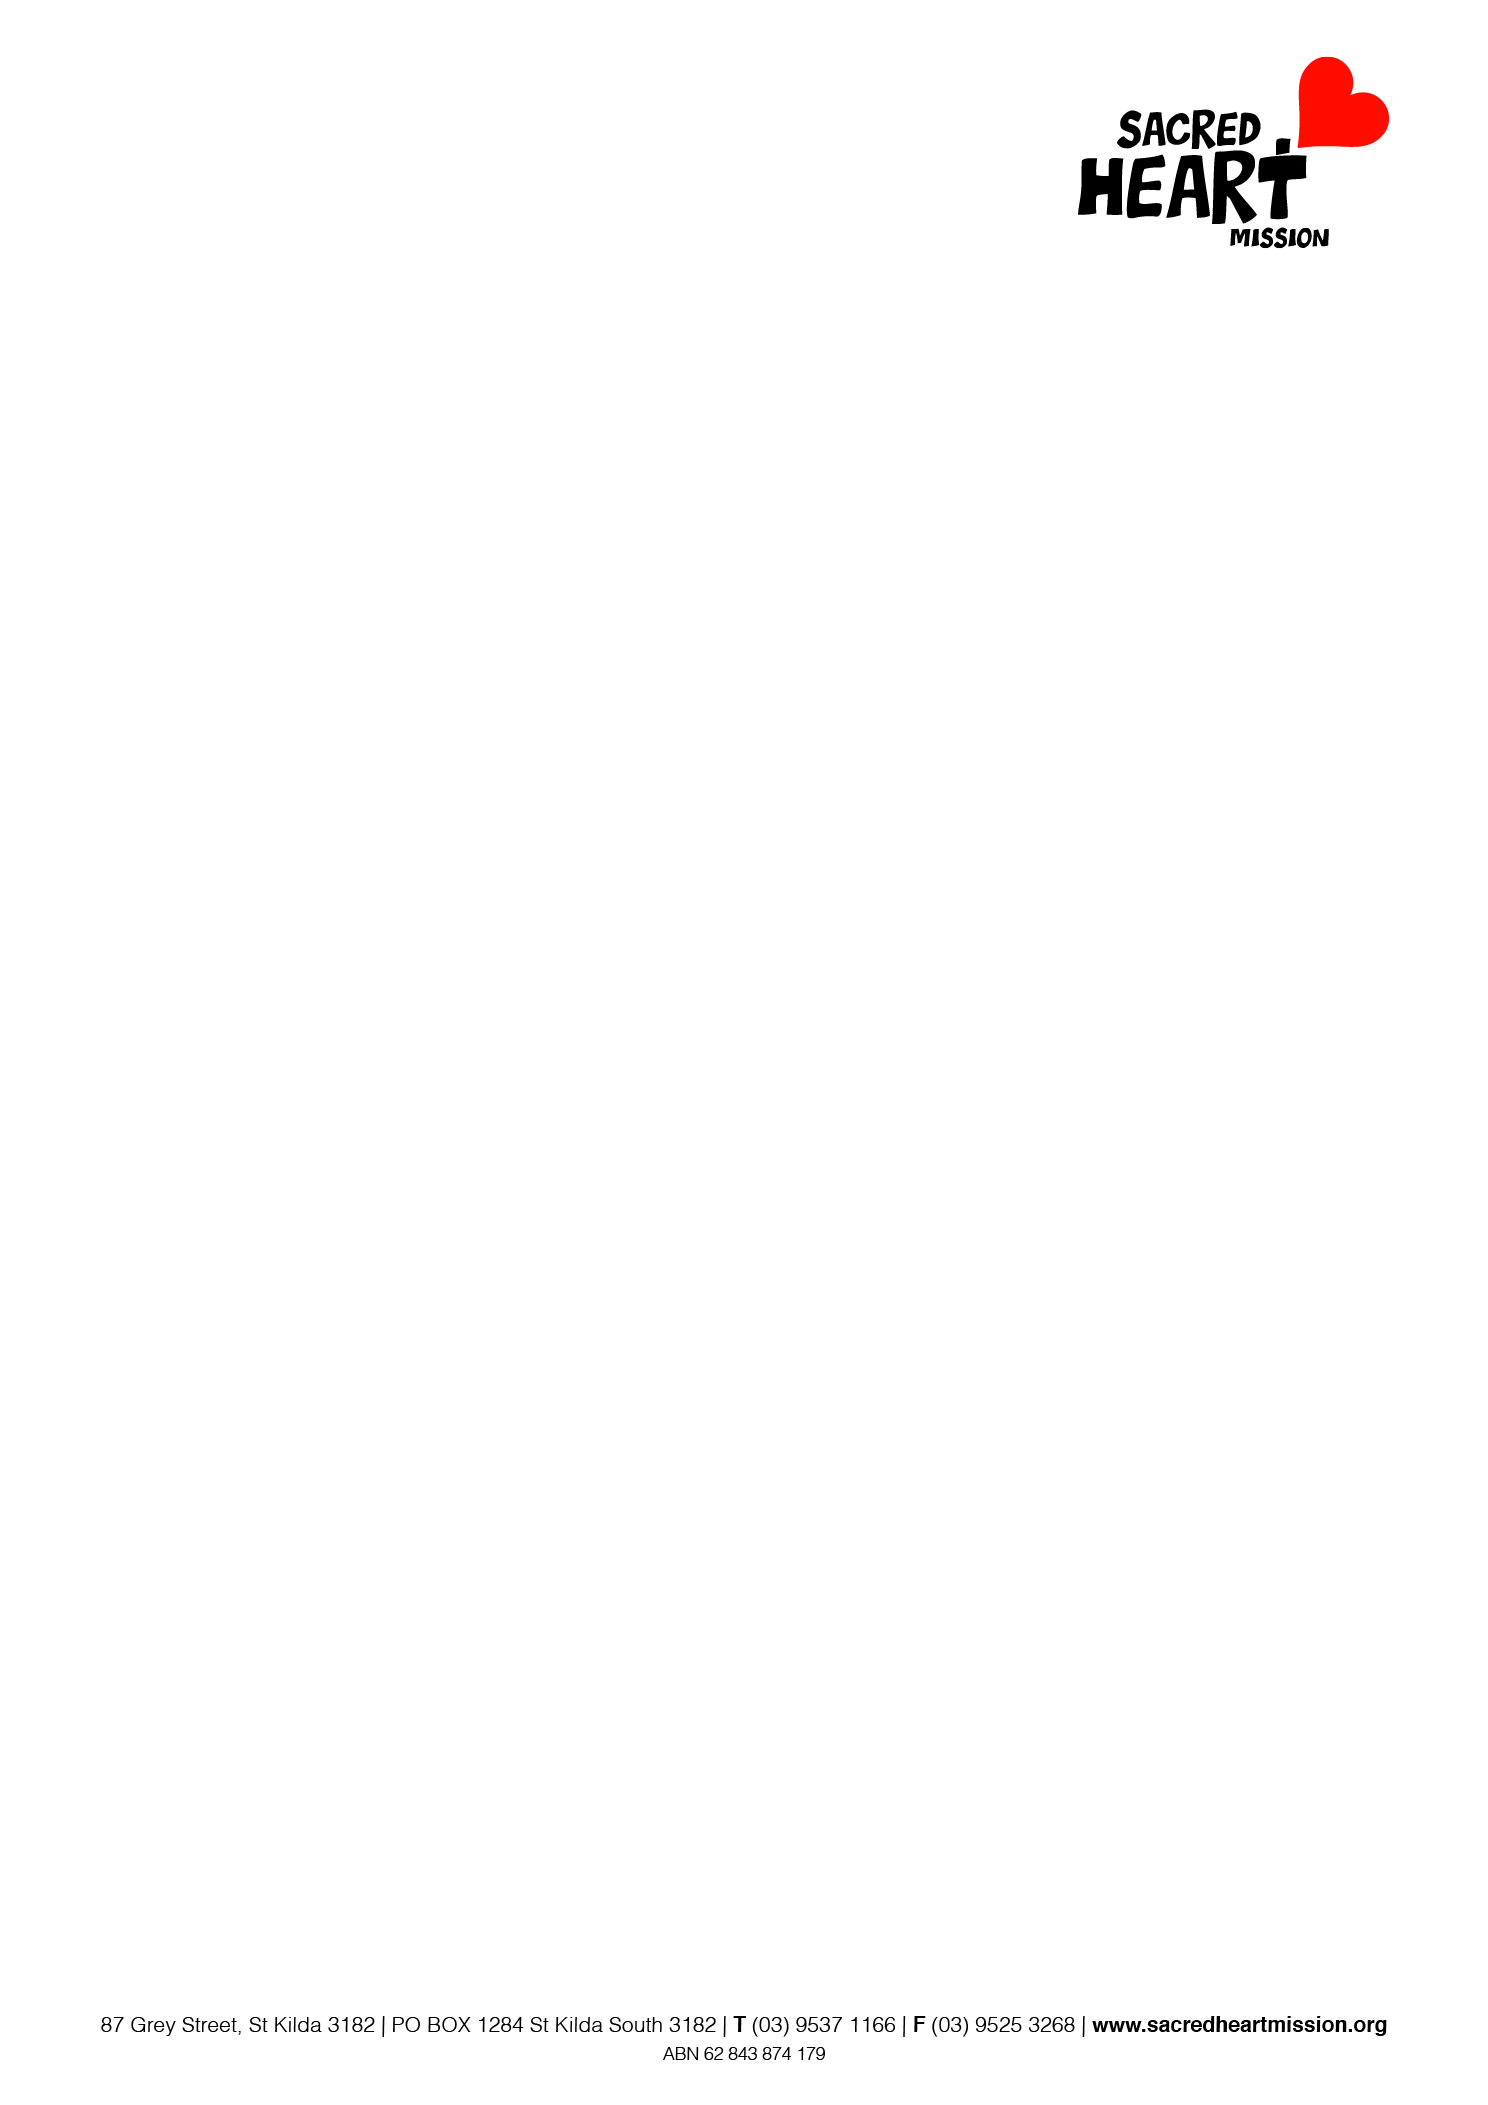 SACRED
HEART
MISSION
87 Grey Street, St Kilda 3182 | PO BOX 1284 St Kilda South 3182 | T (03) 9537 1166 | F (03) 9525 3268 | www.sacredheartmission.org
ABN 62 843 874 179